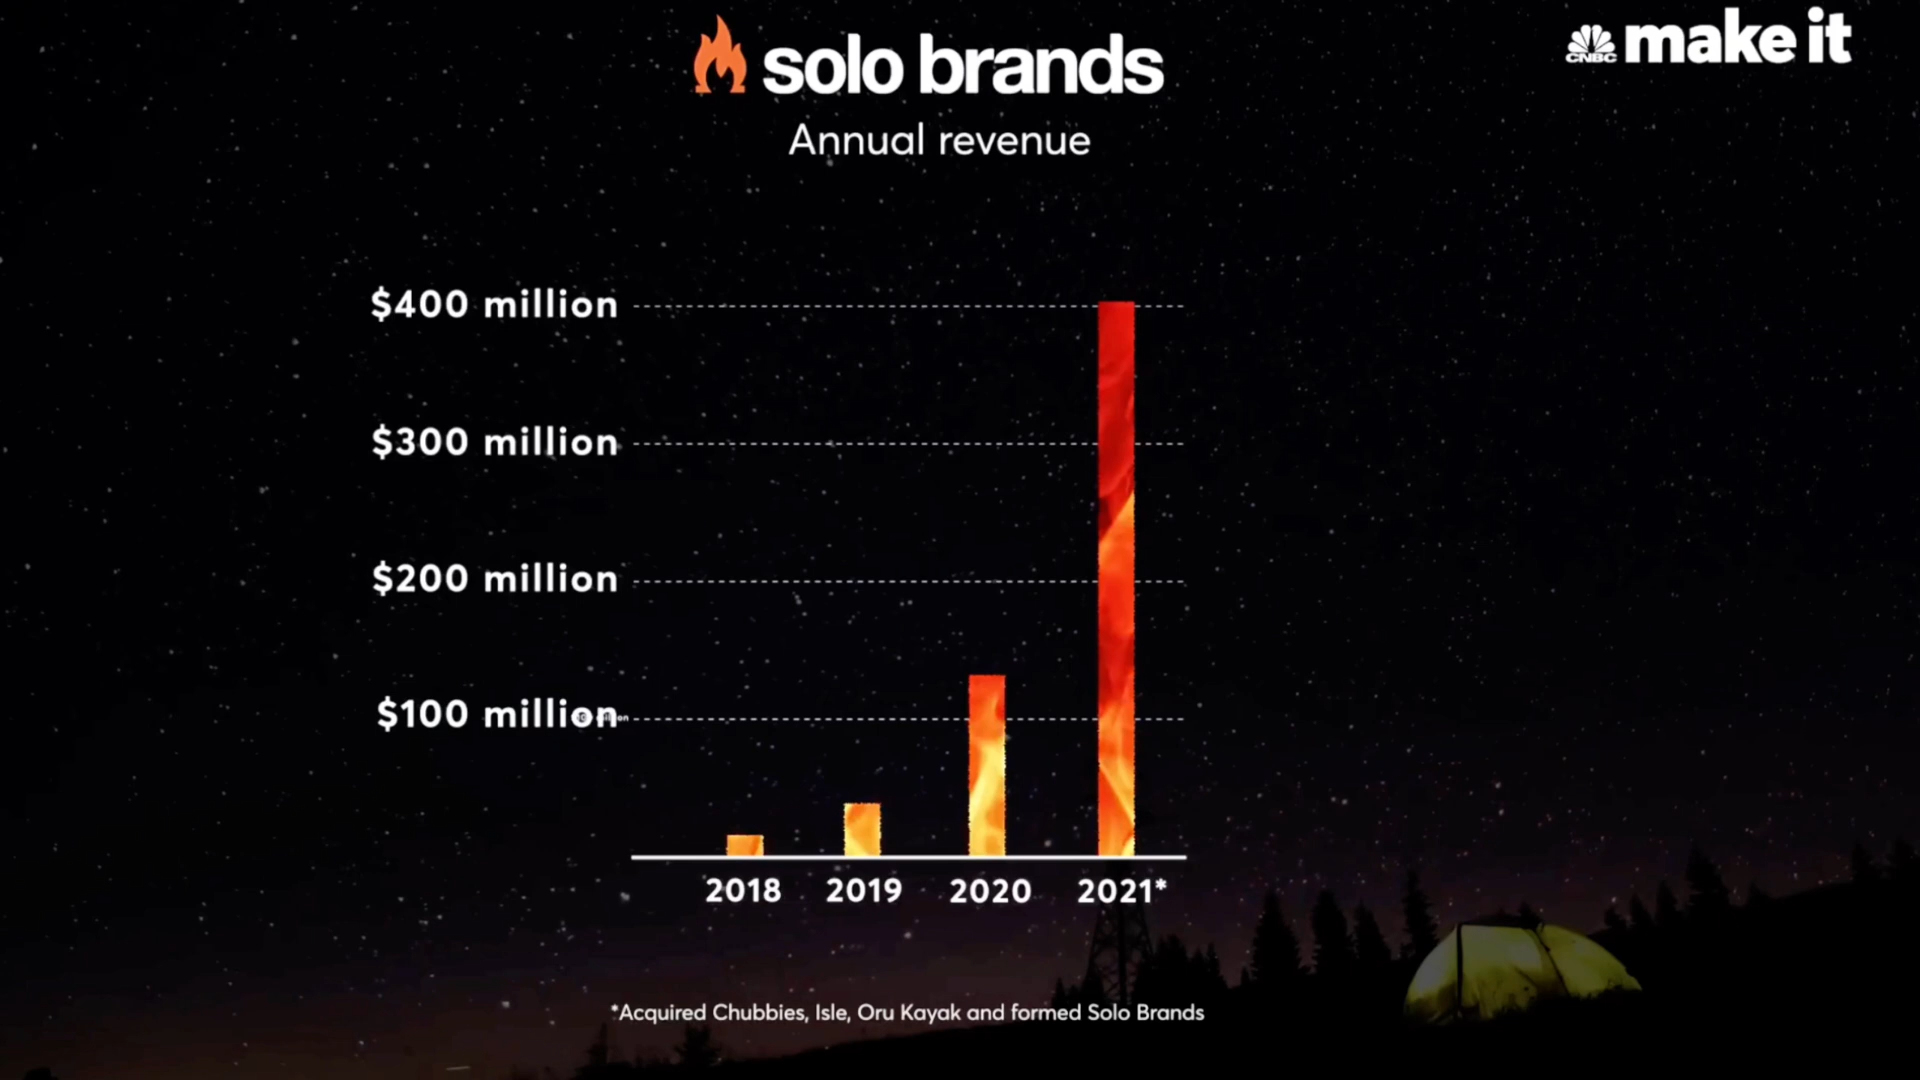 solo brands
CNBC make it
Annual revenue
$400 million
$300 million
$200 million
$100 million
2018 2019 2020 2021*
*Acquired Chubbies, Isle, Oru Kayak and formed Solo Brands